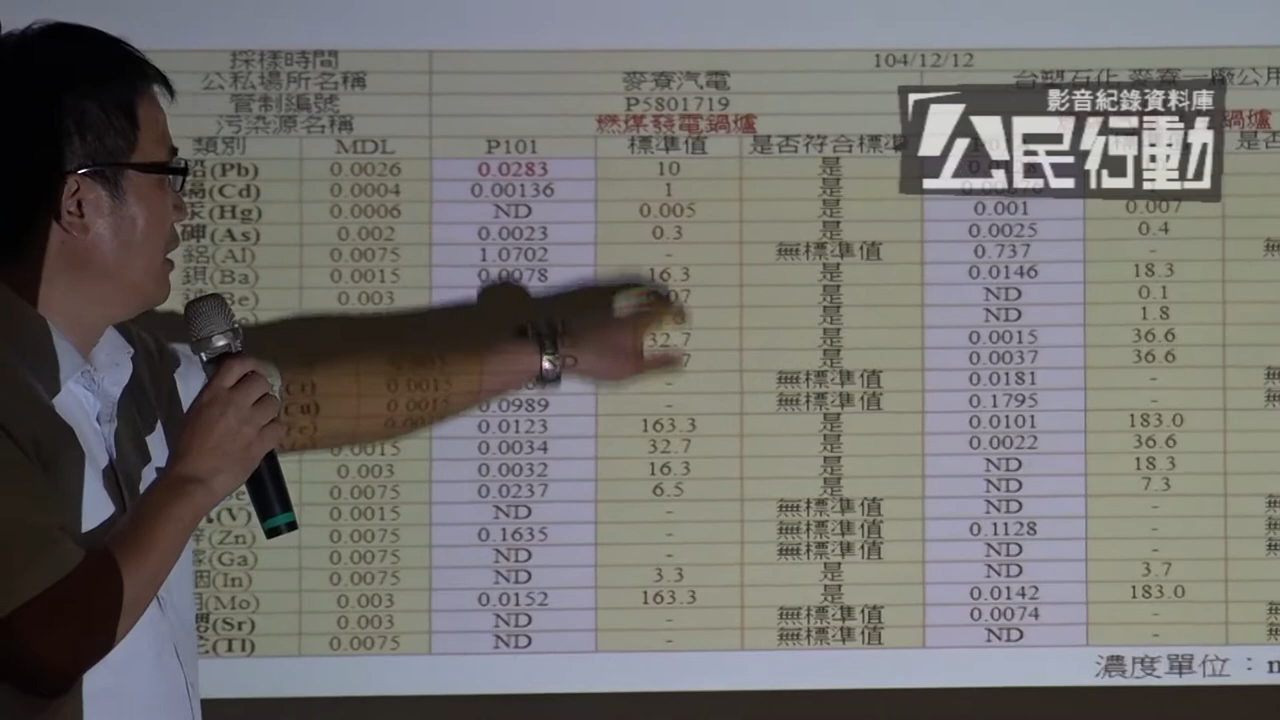 採樣時間 104/12/12
公私場所名稱 麥寮汽電 台塑石化 麥寮一廠公用
管制編號 P5801719
污染源名稱 燃煤發電鍋爐 鍋爐
影音紀錄資料庫
公民行動
類別 MDL P101 標準值 是否符合標準 是否
(Pb) 0.0026 0.0283 10 是
(Cd) 0.0004 0.00136 1 是
汞(Hg) 0.0006 ND 0.005 是 0.001 0.007
砷(As) 0.002 0.0023 0.3 是 0.0025 0.4
鋁(Al) 0.0075 1.0702 - 無標準值 0.737 -
鋇(Ba) 0.0015 0.0078 16.3 是 0.0146 18.3
(Be) 0.003 是 ND 0.1
是 ND 1.8
32.7 是 0.0015 36.6
是 0.0037 36.6
0.0015 - 無標準值 0.0181 -
0.0989 - 無標準值 0.1795 -
0.0123 163.3 是 0.0101 183.0
0.0015 0.0034 32.7 是 0.0022 36.6
0.003 0.0032 16.3 是 ND 18.3
0.0075 0.0237 6.5 是 ND 7.3
(V) 0.0015 ND - 無標準值 ND -
鋅(Zn) 0.0075 0.1635 - 無標準值 0.1128 -
鎵(Ga) 0.0075 ND - 無標準值 ND -
銦(In) 0.0075 ND 3.3 是 ND 3.7
鉬(Mo) 0.003 0.0152 163.3 是 0.0142 183.0
鍶(Sr) 0.003 ND - 無標準值 0.0074 -
(Tl) 0.0075 ND - 無標準值 ND -
濃度單位：